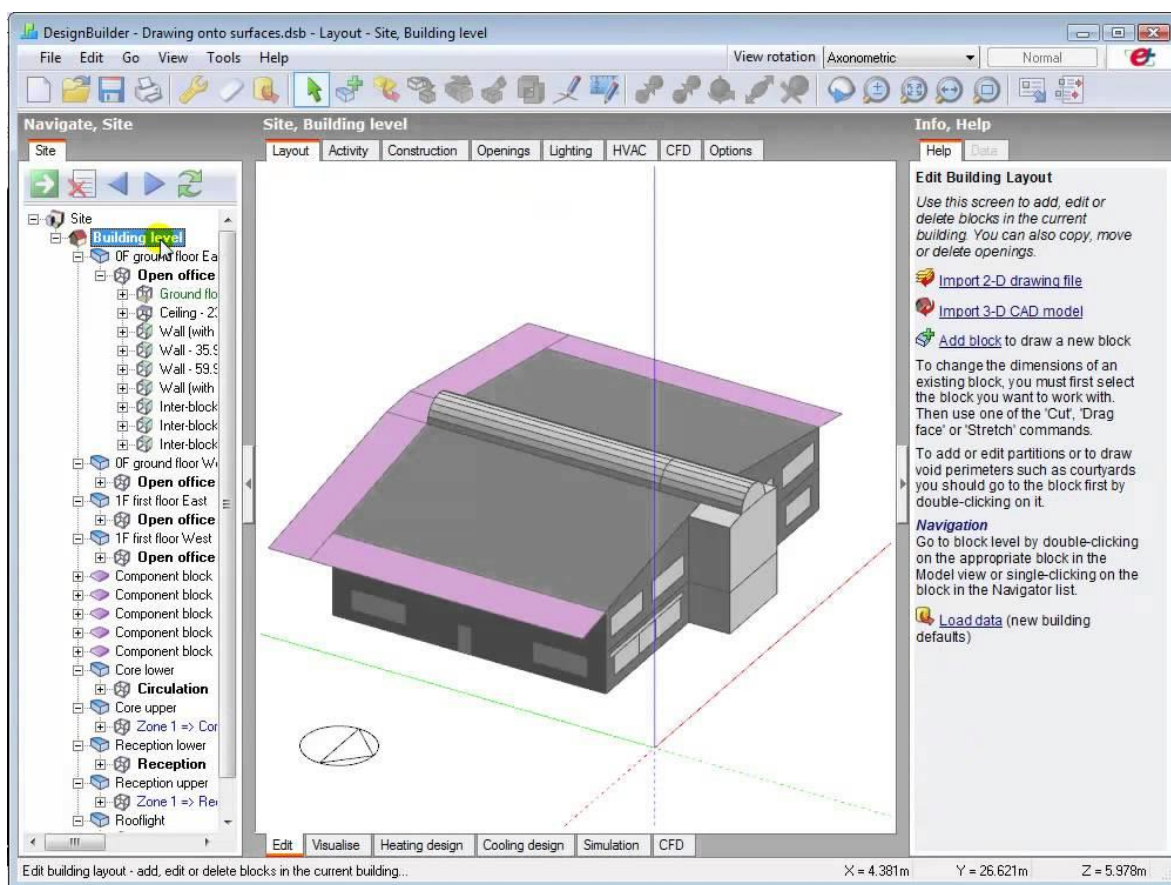 DesignBuilder - Drawing onto surfaces.dsb - Layout - Site, Building level
File Edit Go View Tools Help
View rotation Axonometric Normal
Navigate, Site
Site
Site
Building level
0F ground floor Ea
Open office
Ground flo
Ceiling - 2
Wall (with
Wall - 35.9
Wall - 59.9
Wall (with
Inter-block
Inter-block
Inter-block
0F ground floor We
Open office
1F first floor East
Open office
1F first floor West
Open office
Component block
Component block
Component block
Component block
Component block
Core lower
Circulation
Core upper
Zone 1 => Cor
Reception lower
Reception
Reception upper
Zone 1 => Rec
Rooflight
Site, Building level
Layout Activity Construction Openings Lighting HVAC CFD Options
Edit Visualise Heating design Cooling design Simulation CFD
Info, Help
Help Data
Edit Building Layout
Use this screen to add, edit or
delete blocks in the current
building. You can also copy, move
or delete openings.
Import 2-D drawing file
Import 3-D CAD model
Add block to draw a new block
To change the dimensions of an
existing block, you must first select
the block you want to work with.
Then use one of the 'Cut', 'Drag
face' or 'Stretch' commands.
To add or edit partitions or to draw
void perimeters such as courtyards
you should go to the block first by
double-clicking on it.
Navigation
Go to block level by double-clicking
on the appropriate block in the
Model view or single-clicking on the
block in the Navigator list.
Load data (new building
defaults)
Edit building layout - add, edit or delete blocks in the current building...
X = 4.381m Y = 26.621m Z = 5.978m